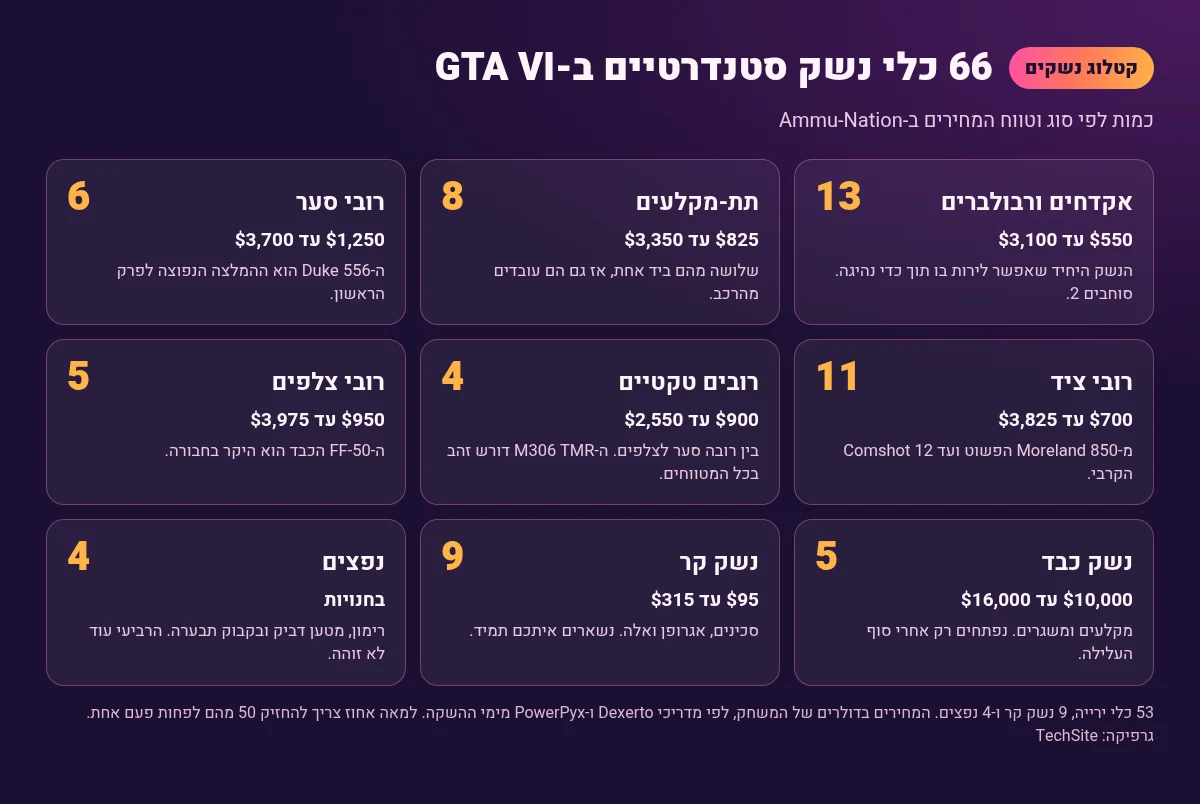 קטלוג נשקים
66 כלי נשק סטנדרטיים ב-GTA VI
כמות לפי סוג וטווח המחירים ב-Ammu-Nation
אקדחים ורבולברים
13
$550 עד $3,100
הנשק היחיד שאפשר לירות בו תוך כדי נהיגה.
סוחבים 2.
תת-מקלעים
8
$825 עד $3,350
שלושה מהם ביד אחת, אז גם הם עובדים
מהרכב.
רובי סער
6
$1,250 עד $3,700
ה-Duke 556 הוא ההמלצה הנפוצה לפרק
הראשון.
רובי ציד
11
$700 עד $3,825
מ-Moreland 850 הפשוט ועד Comshot 12
הקרבי.
רובים טקטיים
4
$900 עד $2,550
בין רובה סער לצלפים. ה-M306 TMR דורש זהב
בכל המטווחים.
רובי צלפים
5
$950 עד $3,975
ה-FF-50 הכבד הוא היקר בחבורה.
נשק כבד
5
$10,000 עד $16,000
מקלעים ומשגרים. נפתחים רק אחרי סוף
העלילה.
נשק קר
9
$95 עד $315
סכינים, אגרופן ואלה. נשארים איתכם תמיד.
נפצים
4
בחנויות
רימון, מטען דביק ובקבוק תבערה. הרביעי עוד
לא זוהה.
53 כלי ירייה, 9 נשק קר ו-4 נפצים. המחירים בדולרים של המשחק, לפי מדריכי Dexerto ו-PowerPyx מימי ההשקה. למאה אחוז צריך להחזיק 50 מהם לפחות פעם אחת.
גרפיקה: TechSite